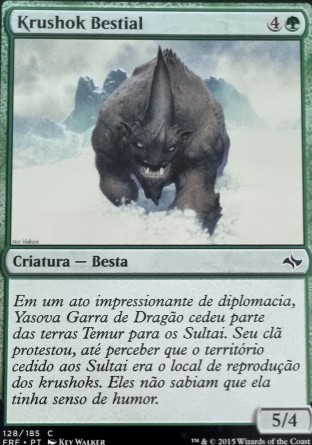 Krushok Bestial 4
Criatura — Besta
Em um ato impressionante de diplomacia,
Yasova Garra de Dragão cedeu parte
das terras Temur para os Sultai. Seu clã
protestou, até perceber que o território
cedido aos Sultai era o local de reprodução
dos krushoks. Eles não sabiam que ela
tinha senso de humor.
5/4
128/185 C
FRF • PT Kev Walker
™ & © 2015 Wizards of the Coast